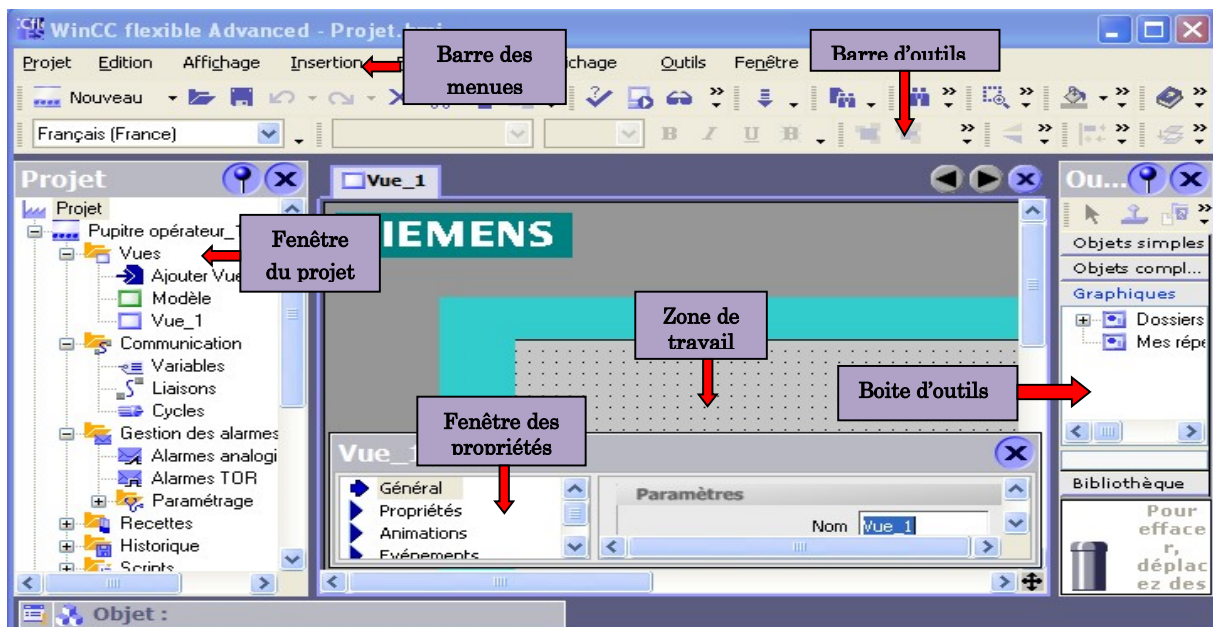 WinCC flexible Advanced - Projet.hmi
Projet Edition Affichage Insertion
Barre des
menues
chage Outils Fenêtre
Barre d'outils
Nouveau
Français (France)
B I U
Projet
Projet
Pupitre opérateur_1
Vues
Ajouter Vue
Modèle
Vue_1
Communication
Variables
Liaisons
Cycles
Gestion des alarmes
Alarmes analogi
Alarmes TOR
Paramétrage
Recettes
Historique
Scripts
Fenêtre
du projet
Vue_1
IEMENS
Zone de
travail
Boite d'outils
Fenêtre des
propriétés
Vue_
Général
Propriétés
Animations
Evénements
Paramètres
Nom Vue_1
Ou...
Objets simples
Objets compl...
Graphiques
Dossiers
Mes répe
Bibliothèque
Pour
efface
r,
déplac
ez des
Objet :